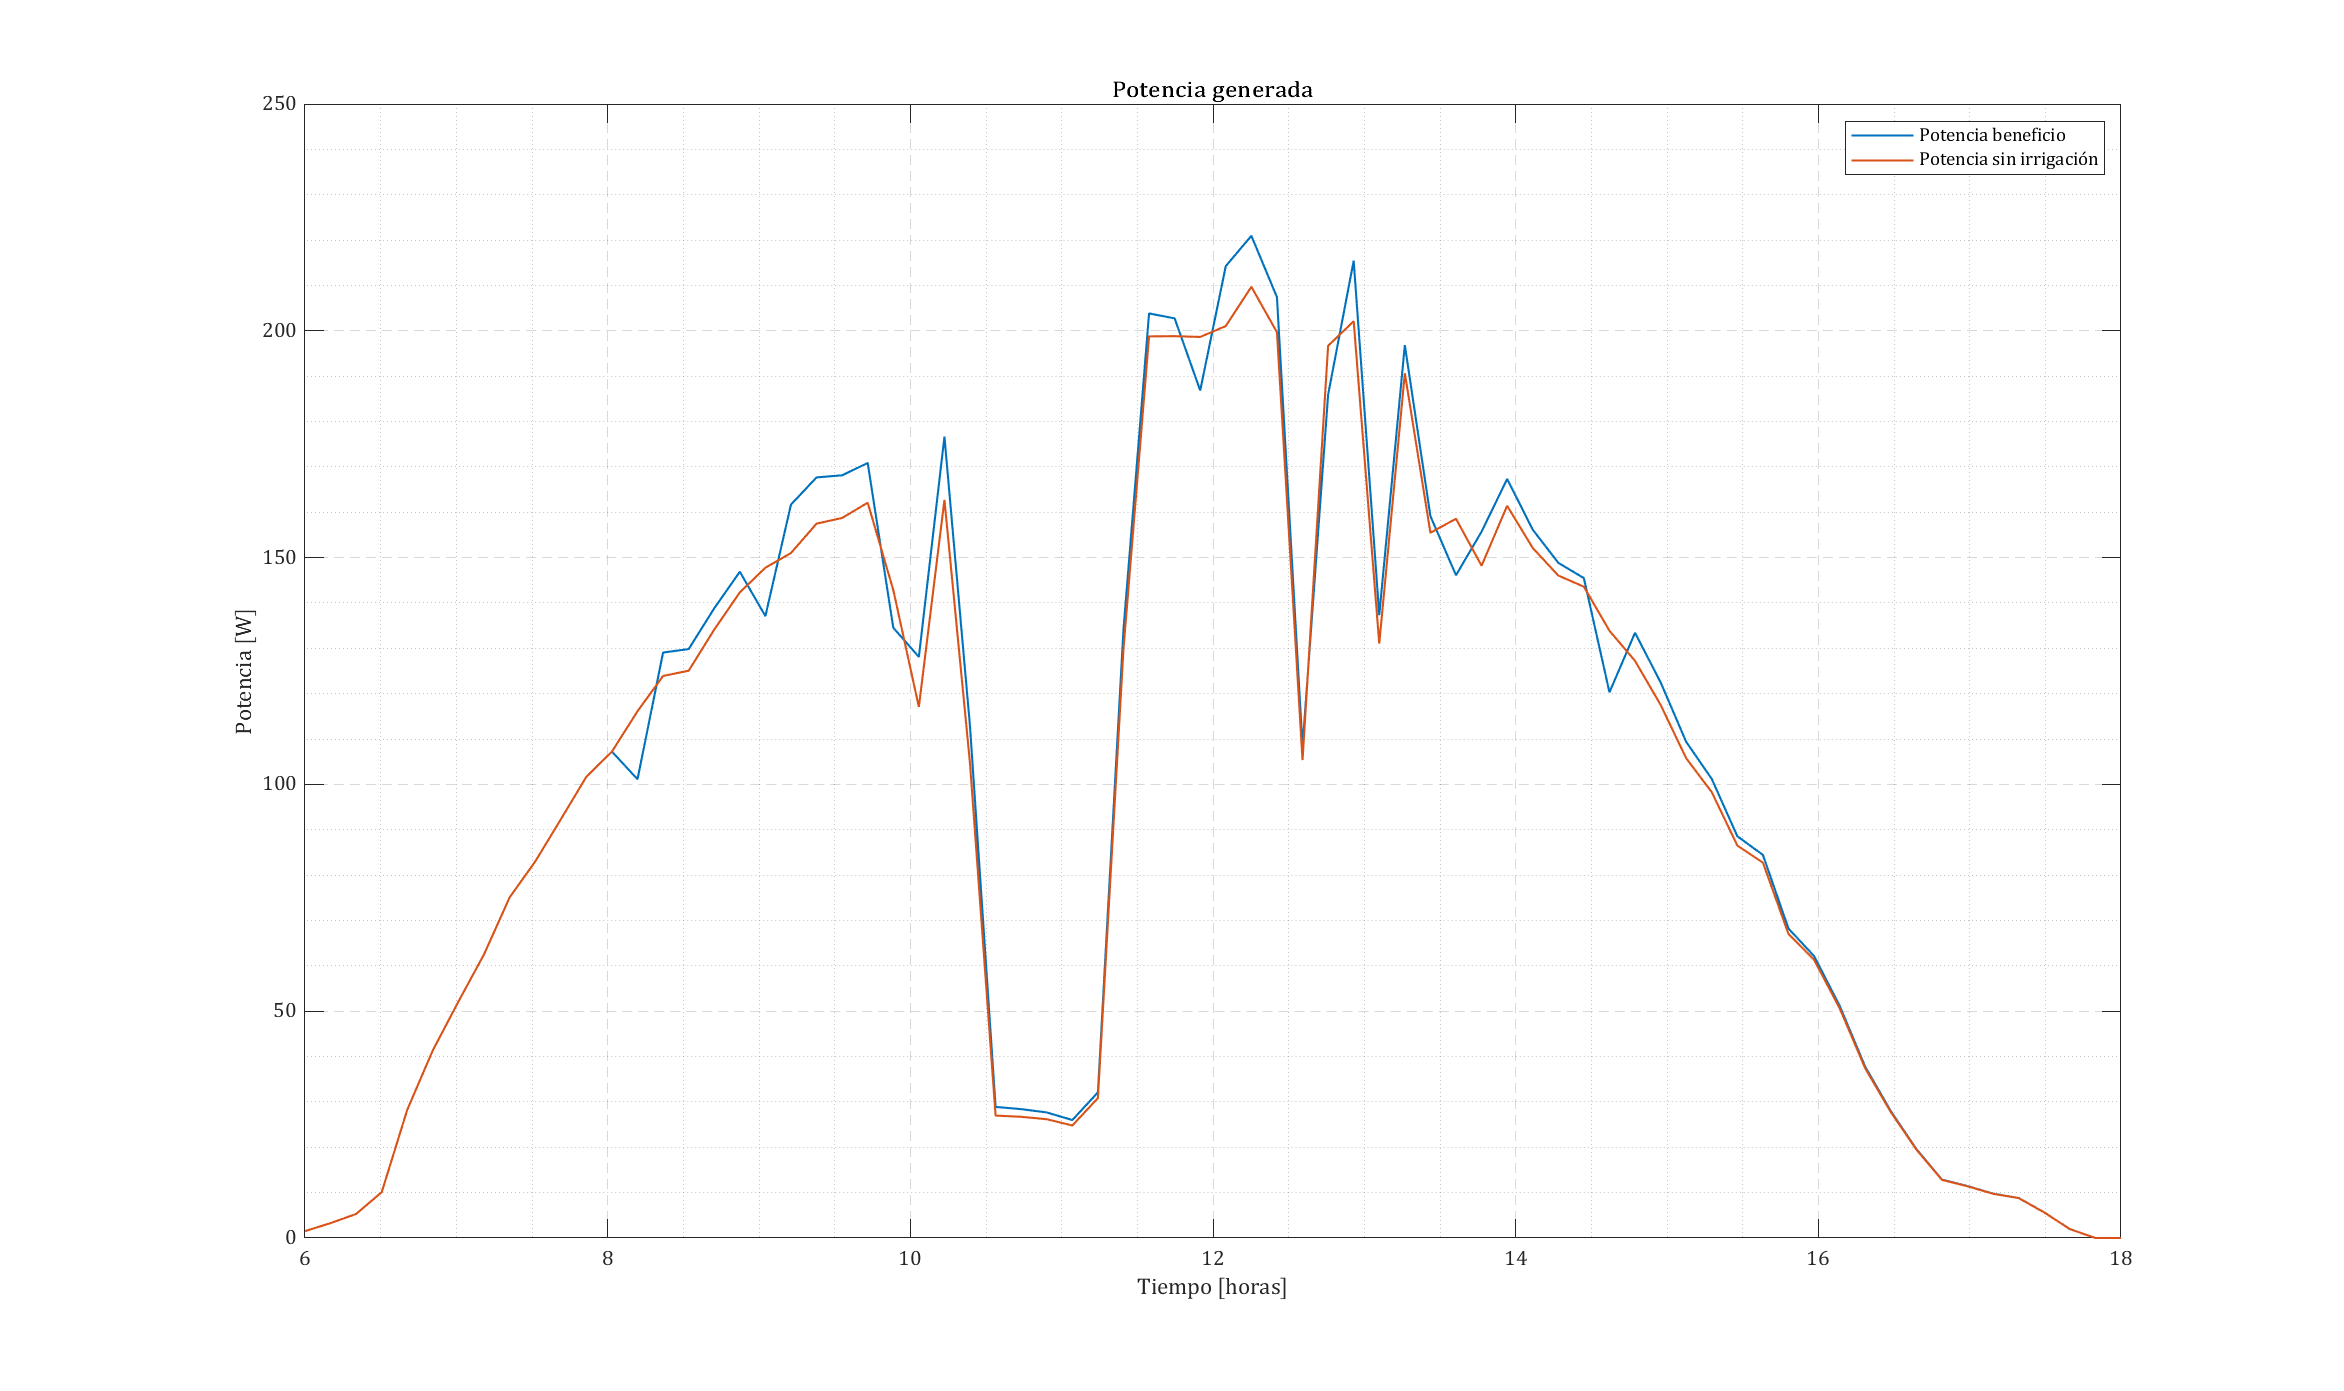 Potencia generada
250
200
150
100
50
0
Potencia [W]
Potencia beneficio
Potencia sin irrigación
6 8 10 12 14 16 18
Tiempo [horas]